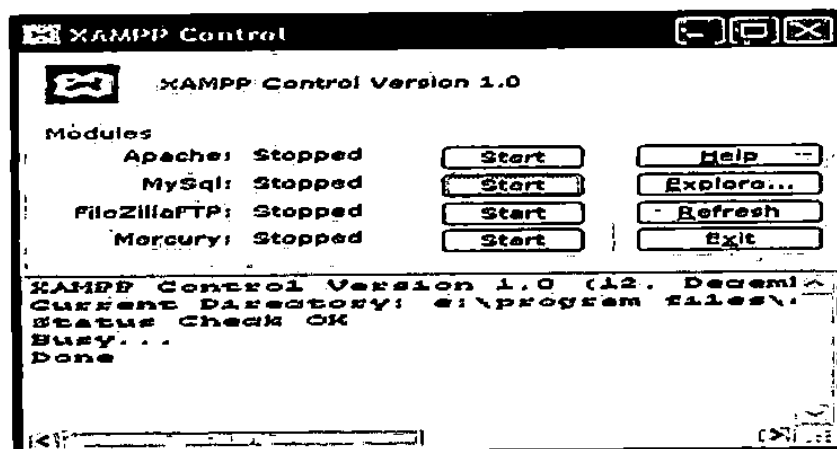 XAMPP Control
XAMPP Control Version 1.0
Modules
Apache: Stopped Start Help
MySql: Stopped Start Explore...
FileZillaFTP: Stopped Start Refresh
Mercury: Stopped Start Exit
XAMPP Control Version 1.0 (12. Decemb
Current Directory: e:\program files\
Status Check OK
Busy...
Done